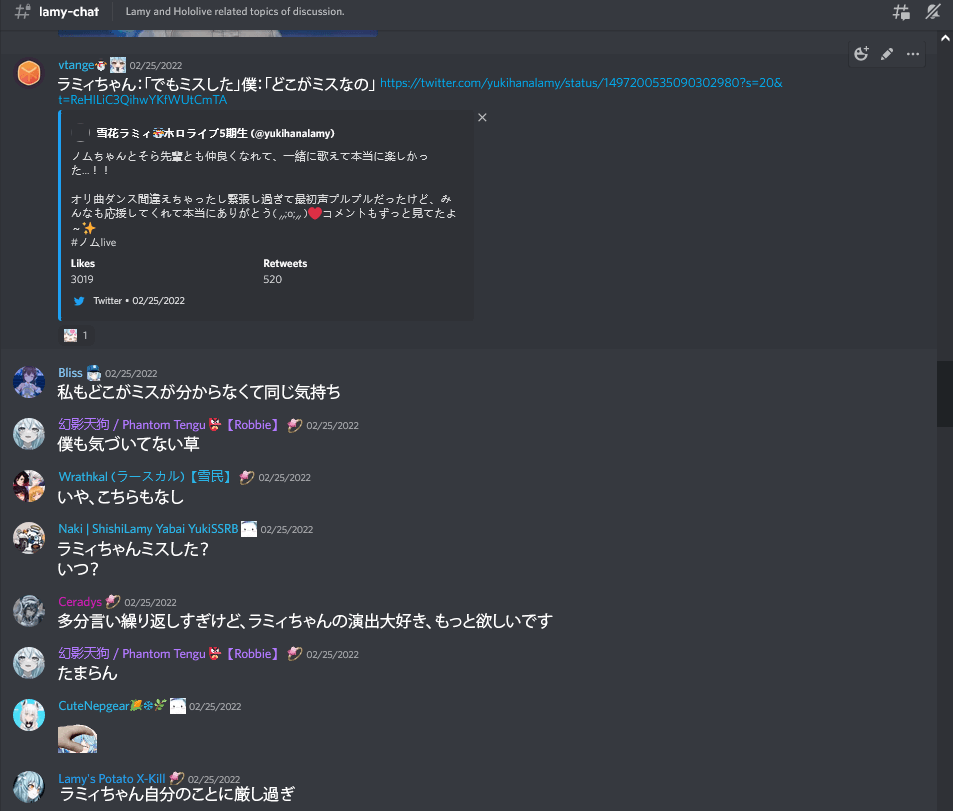 lamy-chat Lamy and Hololive related topics of discussion.
vtange 02/25/2022
ラミィちゃん：「でもミスした」僕：「どこがミスなの」 https://twitter.com/yukihanalamy/status/1497200535090302980?s=20&
t=ReHILiC3QihwYKfWUtCmTA
雪花ラミィ☃️ホロライブ5期生 (@yukihanalamy)
ノムちゃんとそら先輩とも仲良くなれて、一緒に歌えて本当に楽しかっ
た…！！
オリ曲ダンス間違えちゃったし緊張し過ぎて最初声プルプルだったけど、み
んなも応援してくれて本当にありがとう( ,,;o;,, )❤️コメントもずっと見てたよ
～✨
#ノムlive
Likes Retweets
3019 520
Twitter • 02/25/2022
1
Bliss 02/25/2022
私もどこがミスが分からなくて同じ気持ち
幻影天狗 / Phantom Tengu 👺【Robbie】 02/25/2022
僕も気づいてない草
Wrathkal (ラースカル)【雪民】 02/25/2022
いや、こちらもなし
Naki | ShishiLamy Yabai YukiSSRB 02/25/2022
ラミィちゃんミスした？
いつ？
Ceradys 02/25/2022
多分言い繰り返しすぎけど、ラミィちゃんの演出大好き、もっと欲しいです
幻影天狗 / Phantom Tengu 👺【Robbie】 02/25/2022
たまらん
CuteNepgear🌽❄🌿 02/25/2022
Lamy's Potato X-Kill 02/25/2022
ラミィちゃん自分のことに厳し過ぎ